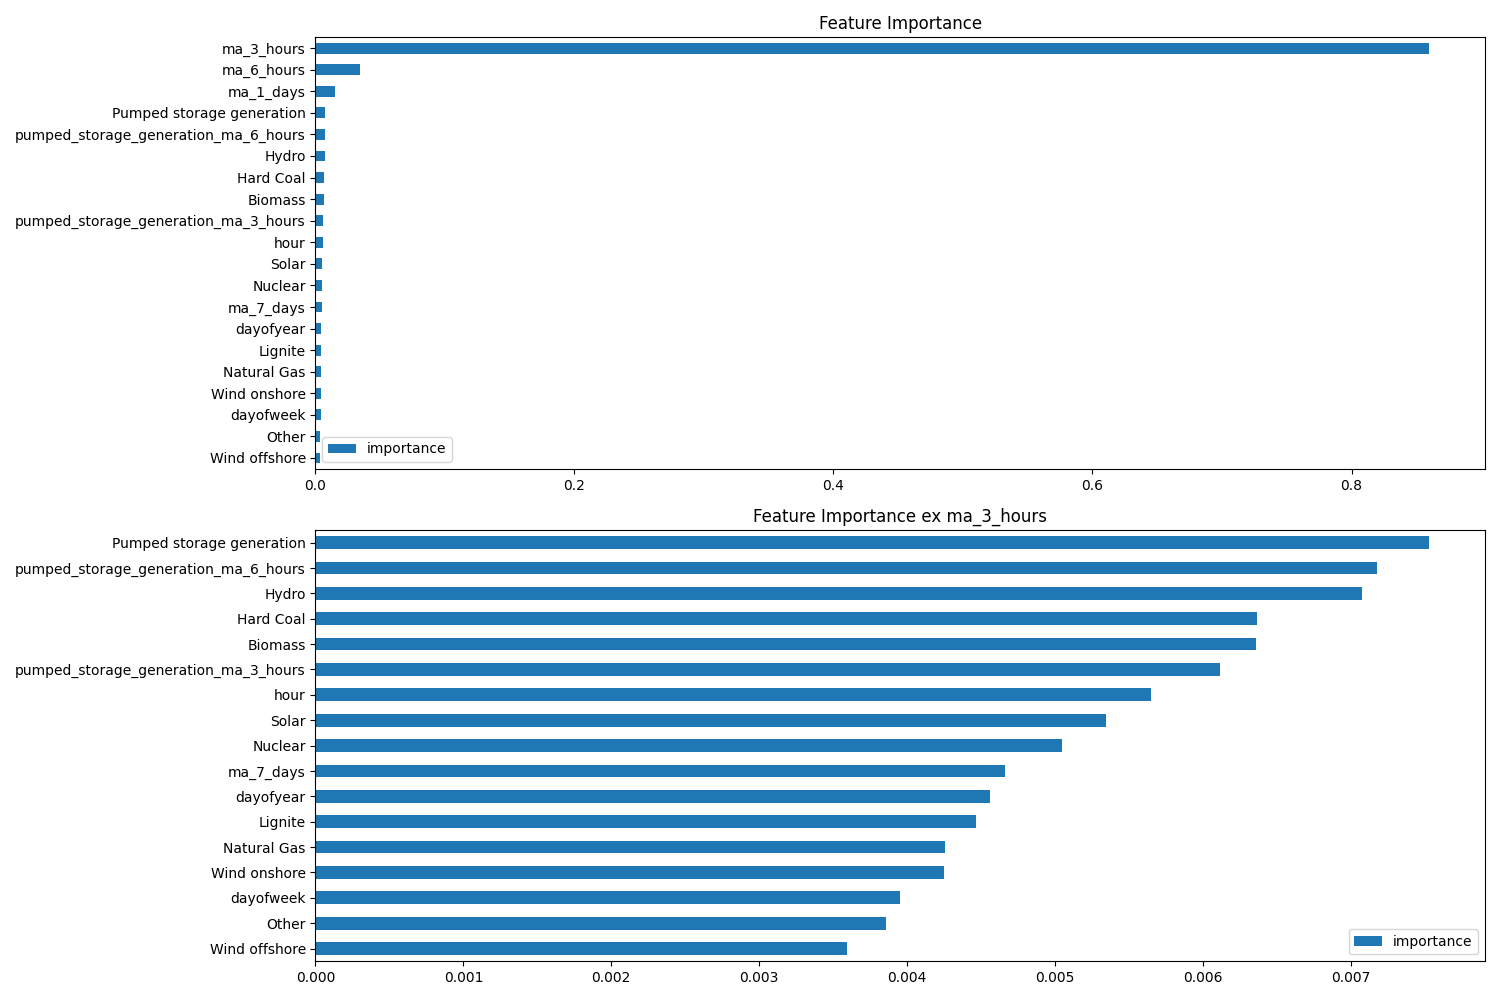 Feature Importance
ma_3_hours
ma_6_hours
ma_1_days
Pumped storage generation
pumped_storage_generation_ma_6_hours
Hydro
Hard Coal
Biomass
pumped_storage_generation_ma_3_hours
hour
Solar
Nuclear
ma_7_days
dayofyear
Lignite
Natural Gas
Wind onshore
dayofweek
Other
Wind offshore
importance
0.0 0.2 0.4 0.6 0.8
Feature Importance ex ma_3_hours
Pumped storage generation
pumped_storage_generation_ma_6_hours
Hydro
Hard Coal
Biomass
pumped_storage_generation_ma_3_hours
hour
Solar
Nuclear
ma_7_days
dayofyear
Lignite
Natural Gas
Wind onshore
dayofweek
Other
Wind offshore
importance
0.000 0.001 0.002 0.003 0.004 0.005 0.006 0.007